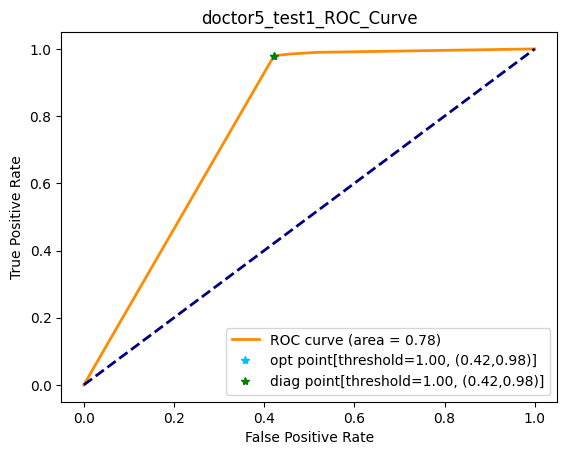 doctor5_test1_ROC_Curve
1.0
0.8
0.6
0.4
0.2
0.0
True Positive Rate
ROC curve (area = 0.78)
opt point[threshold=1.00, (0.42,0.98)]
diag point[threshold=1.00, (0.42,0.98)]
0.0 0.2 0.4 0.6 0.8 1.0
False Positive Rate